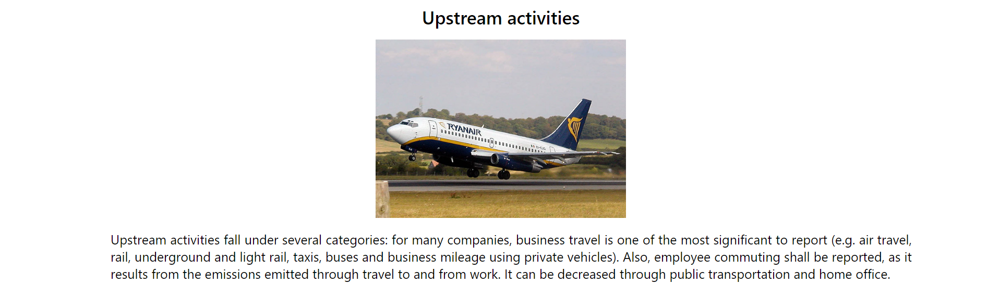 Upstream activities
RYANAIR
EI-CJG
Upstream activities fall under several categories: for many companies, business travel is one of the most significant to report (e.g. air travel,
rail, underground and light rail, taxis, buses and business mileage using private vehicles). Also, employee commuting shall be reported, as it
results from the emissions emitted through travel to and from work. It can be decreased through public transportation and home office.